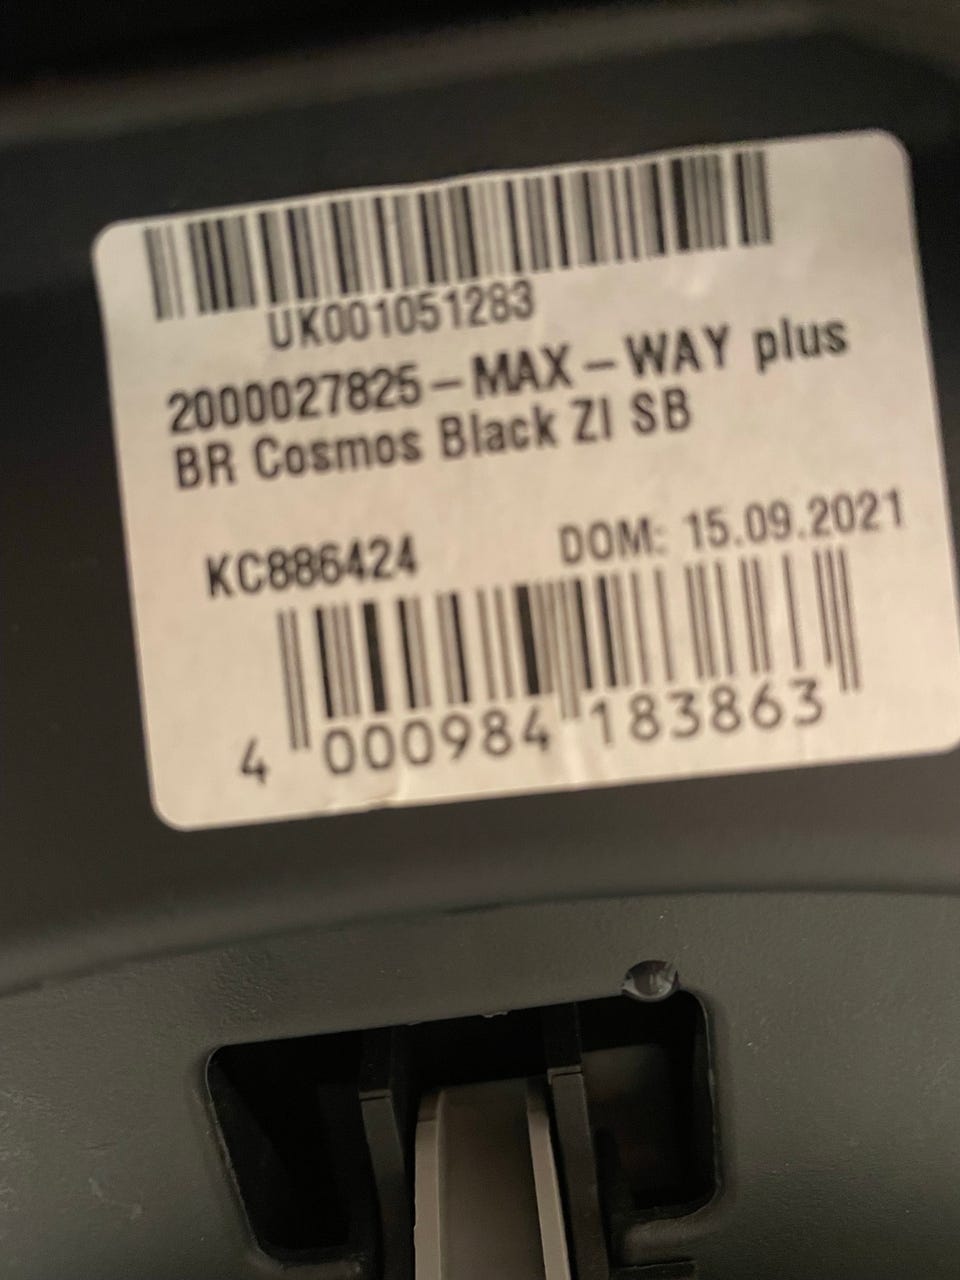 UK001051283
2000027825-MAX-WAY plus
BR Cosmos Black ZI SB
KC886424 DOM: 15.09.2021
4 000984 183863